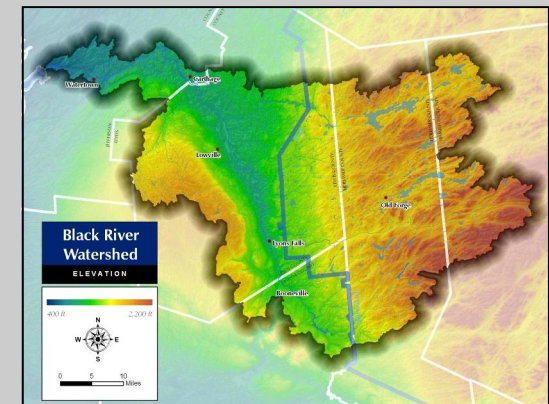 Watertown
Carthage
Lowville
Old Forge
Lyons Falls
Boonville
Black River
Watershed
ELEVATION
400 ft
2,200 ft
N
W
E
S
0 5 10
Miles